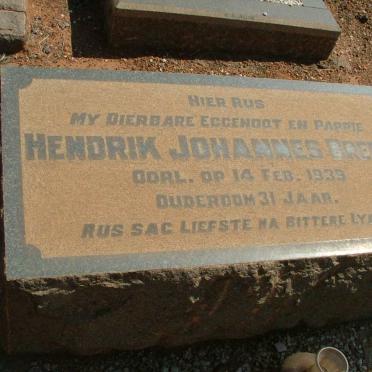 HIER RUS
MY DIERBARE EGGENOOT EN PAPPIE
HENDRIK JOHANNES
OORL. OP 14 FEB. 1939
OUDERDOM 31 JAAR.
RUS SAG LIEFSTE NA BITTERE